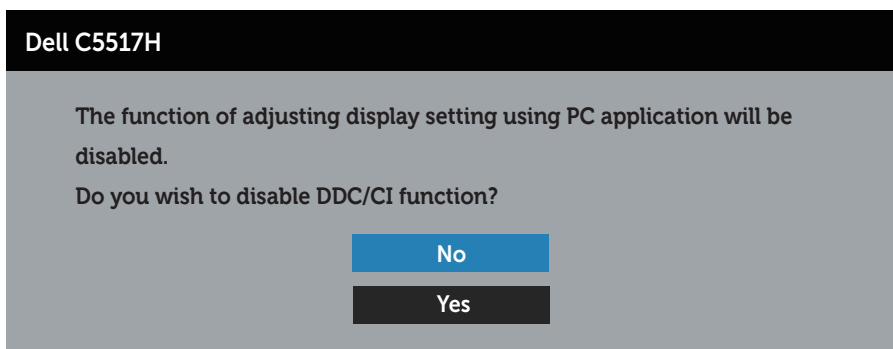 Dell C5517H
The function of adjusting display setting using PC application will be
disabled.
Do you wish to disable DDC/CI function?
No
Yes